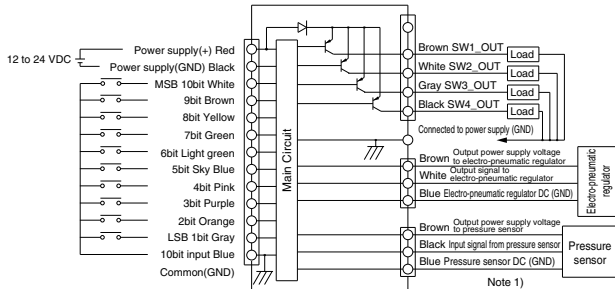 12 to 24 VDC
Power supply(+) Red
Power supply(GND) Black
MSB 10bit White
9bit Brown
8bit Yellow
7bit Green
6bit Light green
5bit Sky Blue
4bit Pink
3bit Purple
2bit Orange
LSB 1bit Gray
10bit input Blue
Common(GND)
Main Circuit
Brown SW1_OUT
Load
White SW2_OUT
Load
Gray SW3_OUT
Load
Black SW4_OUT
Load
Connected to power supply (GND)
Brown Output power supply voltage
to electro-pneumatic regulator
White Output signal to
electro-pneumatic regulator
Blue Electro-pneumatic regulator DC (GND)
Electro-pneumatic
regulator
Brown Output power supply voltage
to pressure sensor
Black Input signal from pressure sensor
Blue Pressure sensor DC (GND)
Pressure
sensor
Note 1)